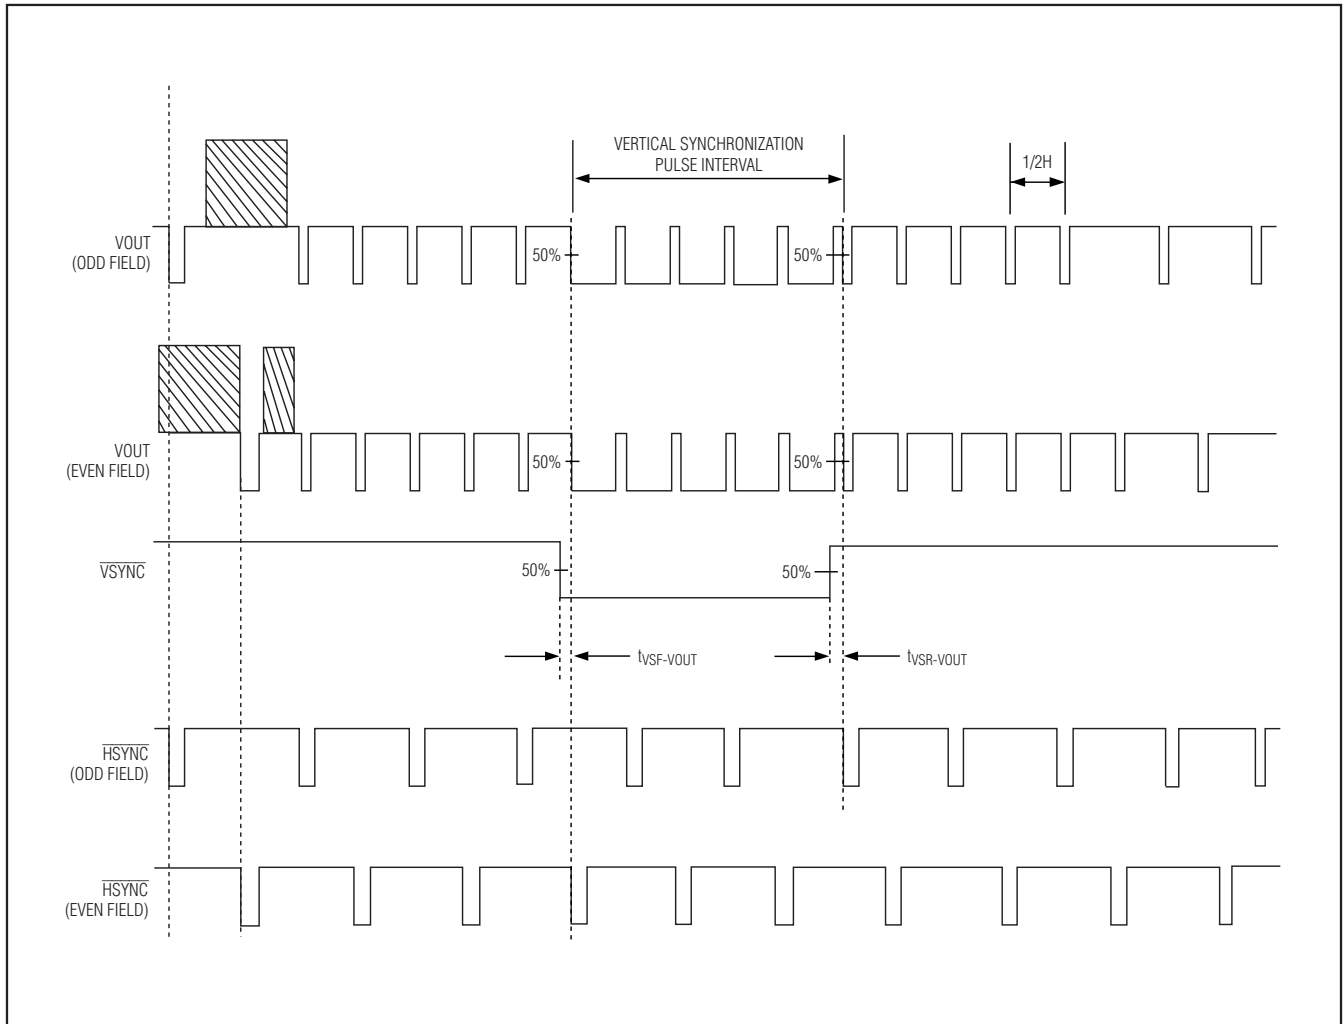 VERTICAL SYNCHRONIZATION
PULSE INTERVAL
1/2H
VOUT
(ODD FIELD)
50%
50%
VOUT
(EVEN FIELD)
50%
50%
VSYNC
50%
50%
tVSF-VOUT
tVSR-VOUT
HSYNC
(ODD FIELD)
HSYNC
(EVEN FIELD)